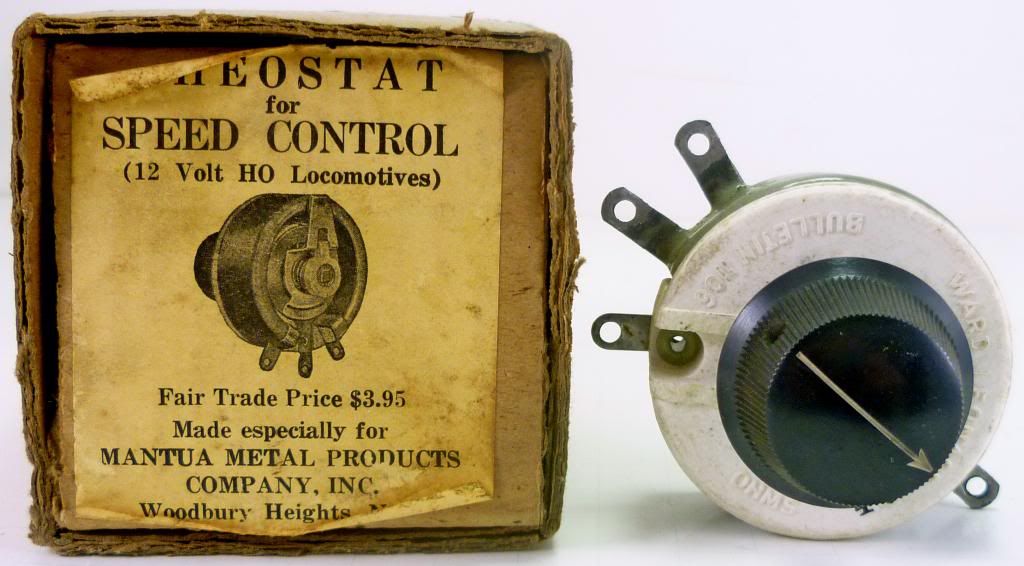 HEOSTAT
for
SPEED CONTROL
(12 Volt HO Locomotives)
Fair Trade Price $3.95
Made especially for
MANTUA METAL PRODUCTS
COMPANY, INC.
Woodbury Heights N
BULLETIN
WARD
OHMS